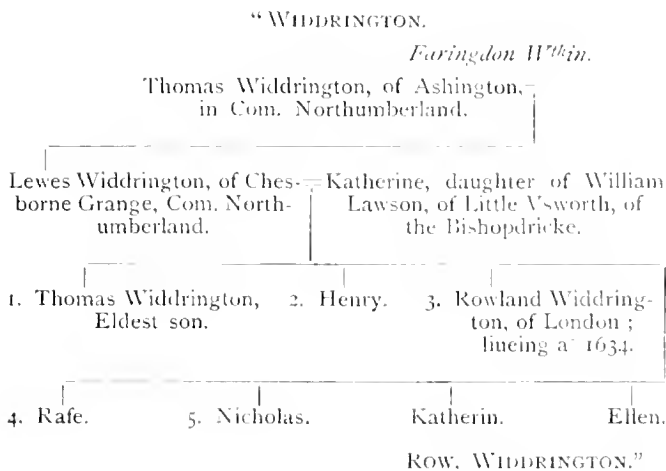 “WIDDRINGTON.
Faringdon Wthin.
Thomas Widdrington, of Ashington,
in Com. Northumberland.
Lewes Widdrington, of Ches-
borne Grange, Com. North-
umberland.
Katherine, daughter of William
Lawson, of Little Vsworth, of
the Bishopdricke.
1. Thomas Widdrington,
Eldest son.
2. Henry.
3. Rowland Widdring-
ton, of London ;
liueing aº 1634.
4. Rafe.
5. Nicholas.
Katherin.
Ellen.
ROW. WIDDRINGTON.”